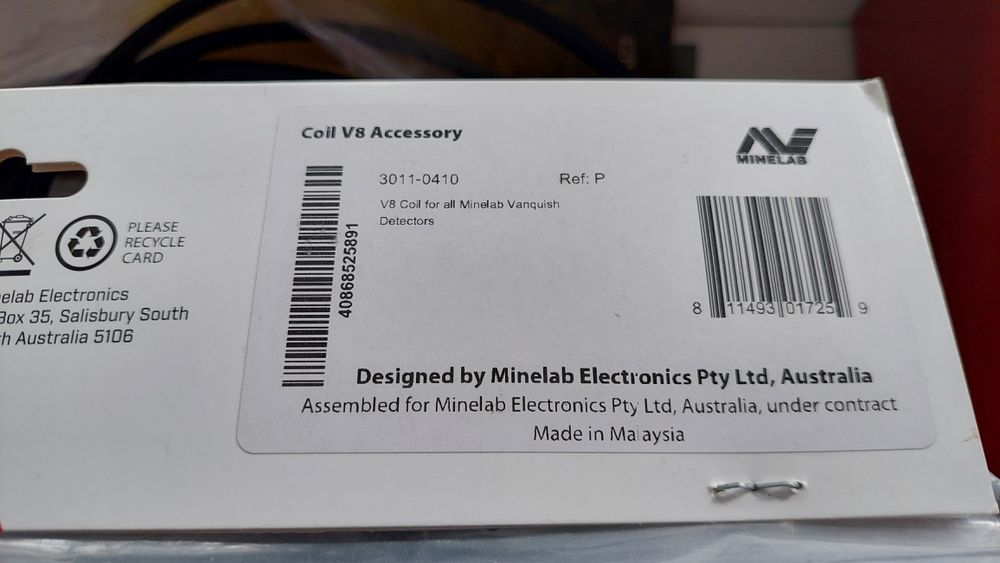 Coil V8 Accessory
MINELAB
3011-0410 Ref: P
V8 Coil for all Minelab Vanquish
Detectors
40868525891
8 11493 01725 9
Designed by Minelab Electronics Pty Ltd, Australia
Assembled for Minelab Electronics Pty Ltd, Australia, under contract
Made in Malaysia
PLEASE
RECYCLE
CARD
elab Electronics
Box 35, Salisbury South
h Australia 5106